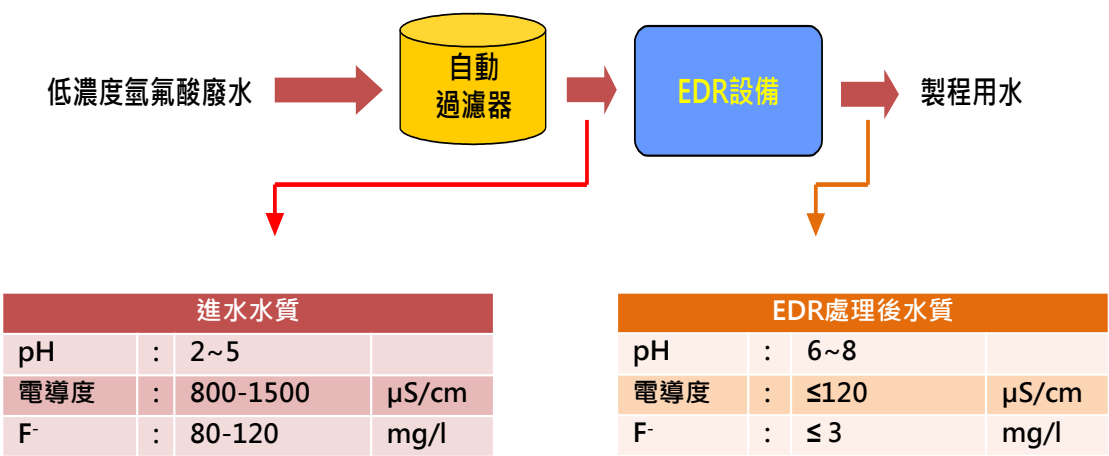 低濃度氫氟酸廢水
自動
過濾器
EDR設備
製程用水
進水水質
pH : 2~5
電導度 : 800-1500 μS/cm
F- : 80-120 mg/l
EDR處理後水質
pH : 6~8
電導度 : ≤120 μS/cm
F- : ≤ 3 mg/l